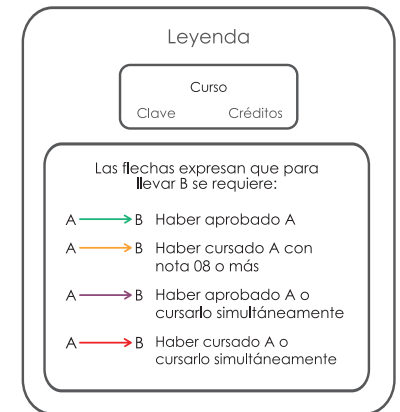 Leyenda
Curso
Clave Créditos
Las flechas expresan que para
llevar B se requiere:
A B Haber aprobado A
A B Haber cursado A con
nota 08 o más
A B Haber aprobado A o
cursarlo simultáneamente
A B Haber cursado A o
cursarlo simultáneamente